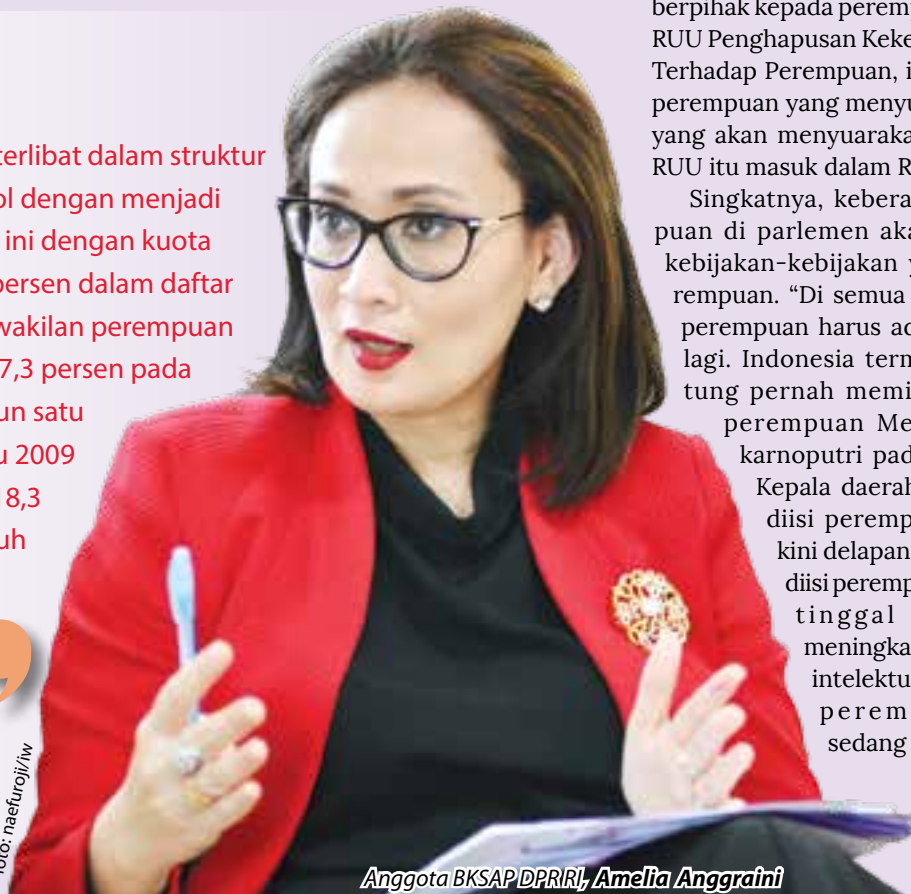 terlibat dalam struktur
ol dengan menjadi
ini dengan kuota
persen dalam daftar
wakilan perempuan
7,3 persen pada
un satu
u 2009
8,3
uh
foto: naefuroji/iw
berpihak kepada peremp
RUU Penghapusan Keke
Terhadap Perempuan, i
perempuan yang menyu
yang akan menyuaraka
RUU itu masuk dalam R
Singkatnya, kebera
puan di parlemen aka
kebijakan-kebijakan y
rempuan. “Di semua
perempuan harus ad
lagi. Indonesia tern
tung pernah memi
perempuan Me
karnoputri pad
Kepala daerah
diisi peremp
kini delapan
diisi peremp
tinggal
meningka
intelektu
perem
sedang
Anggota BKSAP DPR RI, Amelia Anggraini